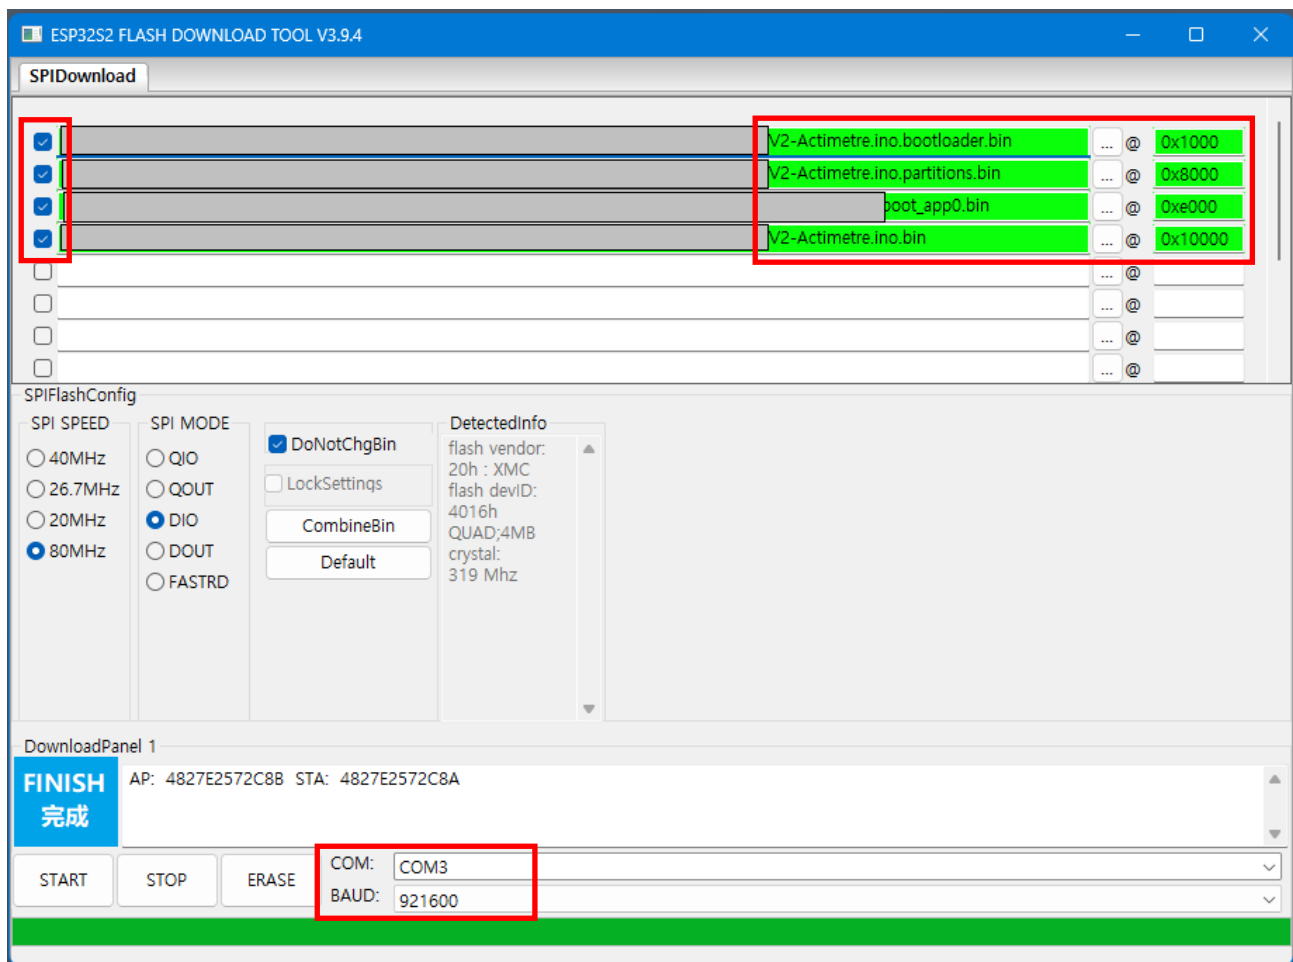 ESP32S2 FLASH DOWNLOAD TOOL V3.9.4
SPIDownload
V2-Actimetre.ino.bootloader.bin ... @ 0x1000
V2-Actimetre.ino.partitions.bin ... @ 0x8000
boot_app0.bin ... @ 0xe000
V2-Actimetre.ino.bin ... @ 0x10000
... @
... @
... @
... @
SPIFlashConfig
SPI SPEED
40MHz
26.7MHz
20MHz
80MHz
SPI MODE
QIO
QOUT
DIO
DOUT
FASTRD
DoNotChgBin
LockSettings
CombineBin
Default
DetectedInfo
flash vendor:
20h : XMC
flash devID:
4016h
QUAD;4MB
crystal:
319 Mhz
DownloadPanel 1
FINISH
完成
AP: 4827E2572C8B STA: 4827E2572C8A
START STOP ERASE
COM: COM3
BAUD: 921600